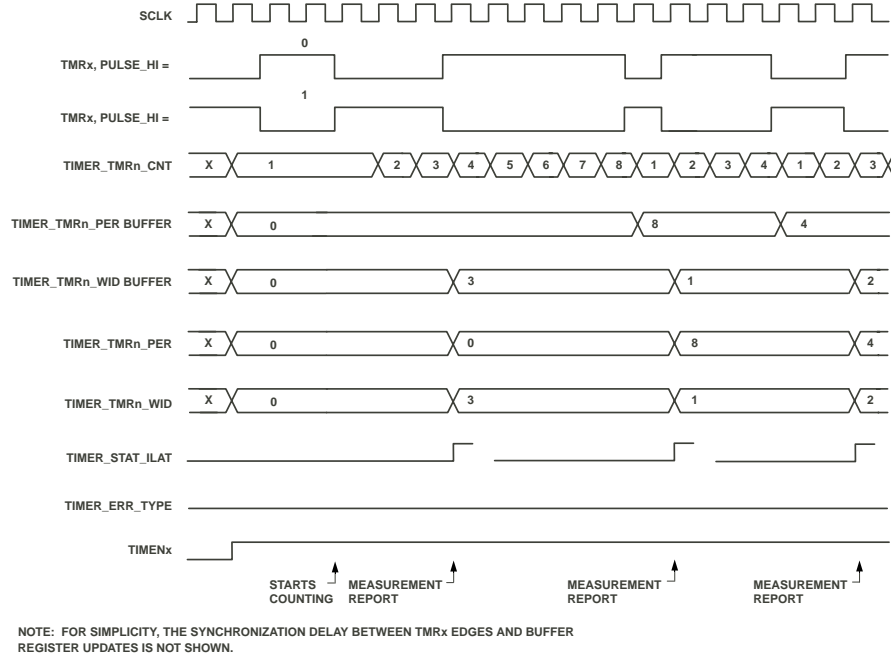 SCLK
0
TMRx, PULSE_HI =
1
TMRx, PULSE_HI =
TIMER_TMRn_CNT X 1 2 3 4 5 6 7 8 1 2 3 4 1 2 3
TIMER_TMRn_PER BUFFER X 0 8 4
TIMER_TMRn_WID BUFFER X 0 3 1 2
TIMER_TMRn_PER X 0 0 8 4
TIMER_TMRn_WID X 0 3 1 2
TIMER_STAT_ILAT
TIMER_ERR_TYPE
TIMENx
STARTS COUNTING
MEASUREMENT REPORT
MEASUREMENT REPORT
MEASUREMENT REPORT
NOTE: FOR SIMPLICITY, THE SYNCHRONIZATION DELAY BETWEEN TMRx EDGES AND BUFFER
REGISTER UPDATES IS NOT SHOWN.